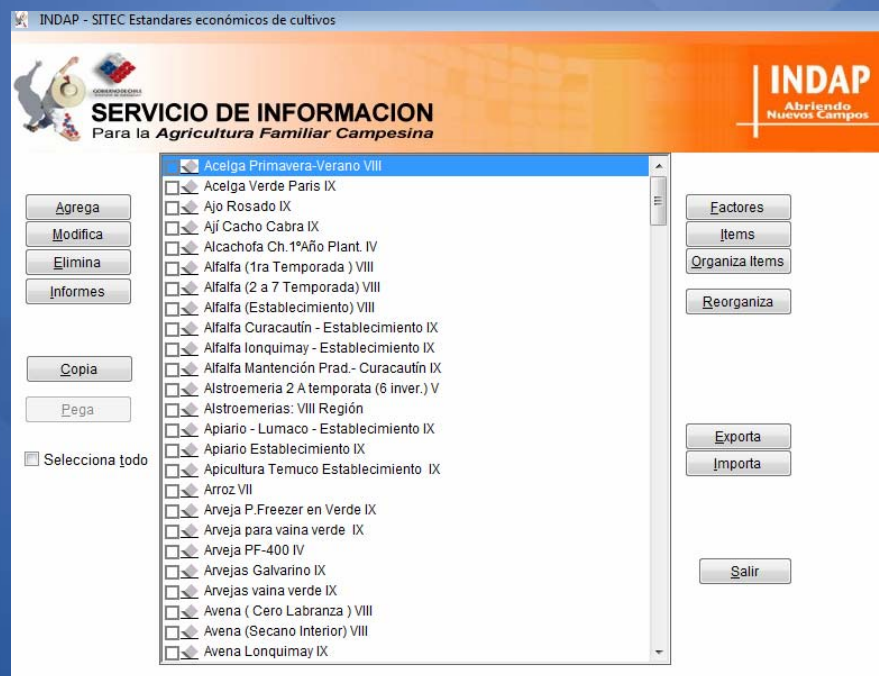 INDAP - SITEC Estandares económicos de cultivos
GOBIERNO DE CHILE
SERVICIO DE INFORMACION
Para la Agricultura Familiar Campesina
INDAP
Abriendo
Nuevos Campos
Agrega
Modifica
Elimina
Informes
Copia
Pega
Selecciona todo
Acelga Primavera-Verano VIII
Acelga Verde Paris IX
Ajo Rosado IX
Ají Cacho Cabra IX
Alcachofa Ch.1ºAño Plant. IV
Alfalfa (1ra Temporada ) VIII
Alfalfa (2 a 7 Temporada) VIII
Alfalfa (Establecimiento) VIII
Alfalfa Curacautín - Establecimiento IX
Alfalfa lonquimay - Establecimiento IX
Alfalfa Mantención Prad.- Curacautín IX
Alstroemeria 2 A temporata (6 inver.) V
Alstroemerias: VIII Región
Apiario - Lumaco - Establecimiento IX
Apiario Establecimiento IX
Apicultura Temuco Establecimiento IX
Arroz VII
Arveja P.Freezer en Verde IX
Arveja para vaina verde IX
Arveja PF-400 IV
Arvejas Galvarino IX
Arvejas vaina verde IX
Avena ( Cero Labranza ) VIII
Avena (Secano Interior) VIII
Avena Lonquimay IX
Factores
Items
Organiza Items
Reorganiza
Exporta
Importa
Salir